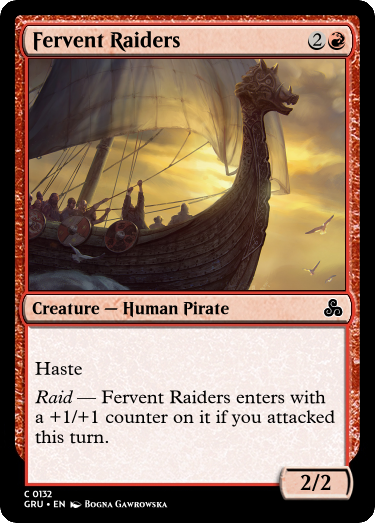 Fervent Raiders 2
Creature — Human Pirate
Haste
Raid — Fervent Raiders enters with
a +1/+1 counter on it if you attacked
this turn.
2/2
C 0132
GRU • EN Bogna Gawrowska